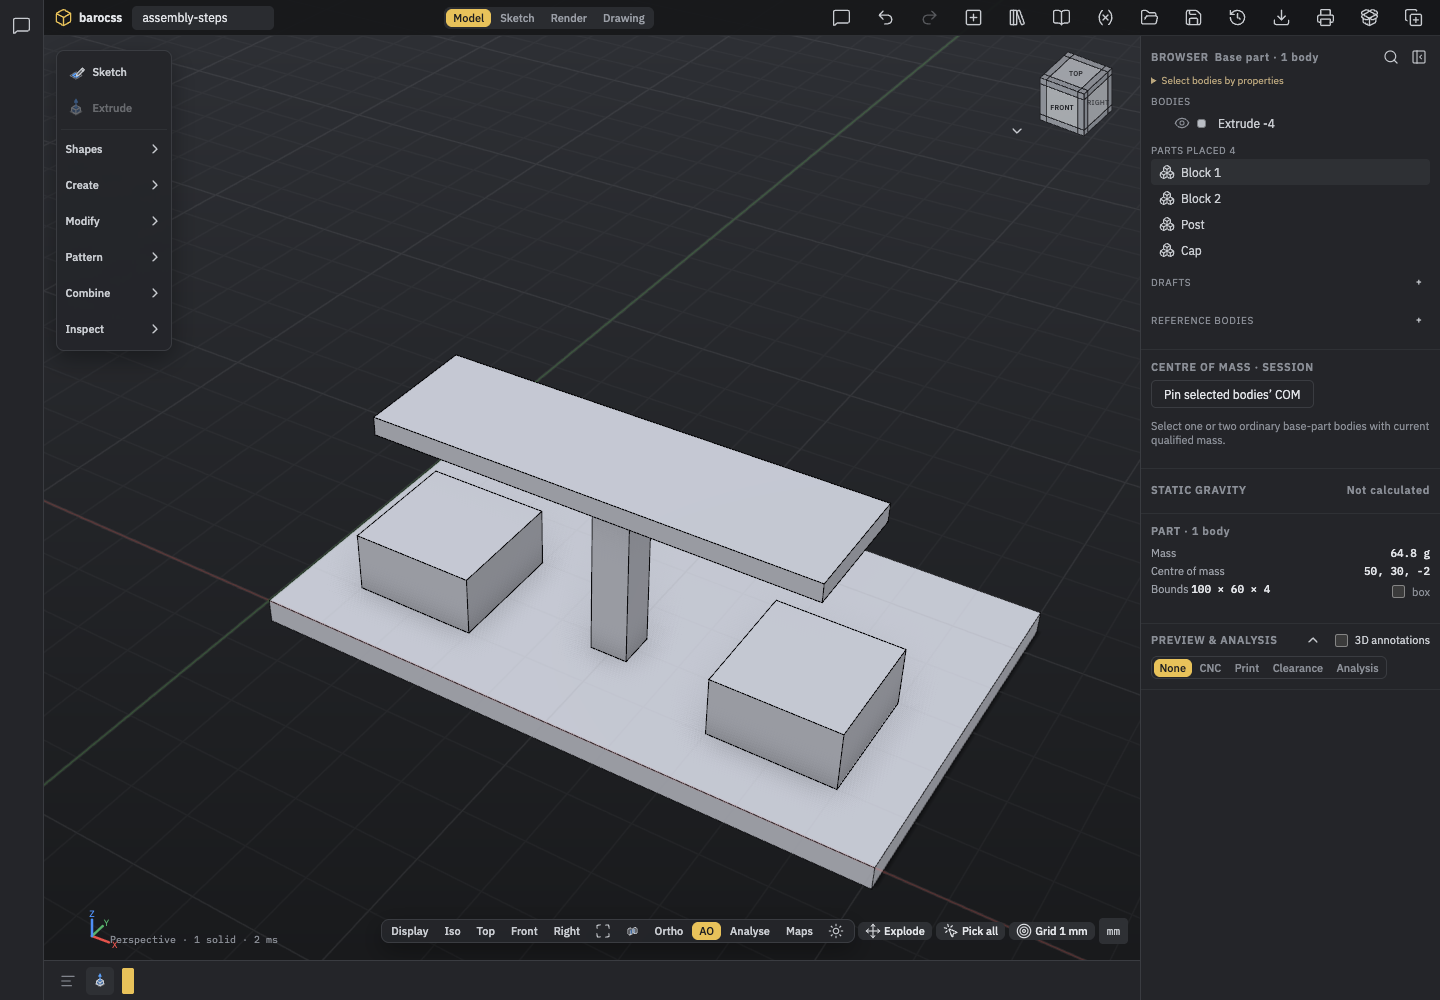 barocss
assembly-steps
Model Sketch Render Drawing
Sketch
Extrude
Shapes
Create
Modify
Pattern
Combine
Inspect
TOP
FRONT
RIGHT
BROWSER Base part · 1 body
Select bodies by properties
BODIES
Extrude -4
PARTS PLACED 4
Block 1
Block 2
Post
Cap
DRAFTS +
REFERENCE BODIES +
CENTRE OF MASS · SESSION
Pin selected bodies’ COM
Select one or two ordinary base-part bodies with current
qualified mass.
STATIC GRAVITY Not calculated
PART · 1 body
Mass 64.8 g
Centre of mass 50, 30, -2
Bounds 100 × 60 × 4 box
PREVIEW & ANALYSIS 3D annotations
None CNC Print Clearance Analysis
Z
Y
X
Perspective · 1 solid · 2 ms
Display Iso Top Front Right Ortho AO Analyse Maps Explode Pick all Grid 1 mm mm